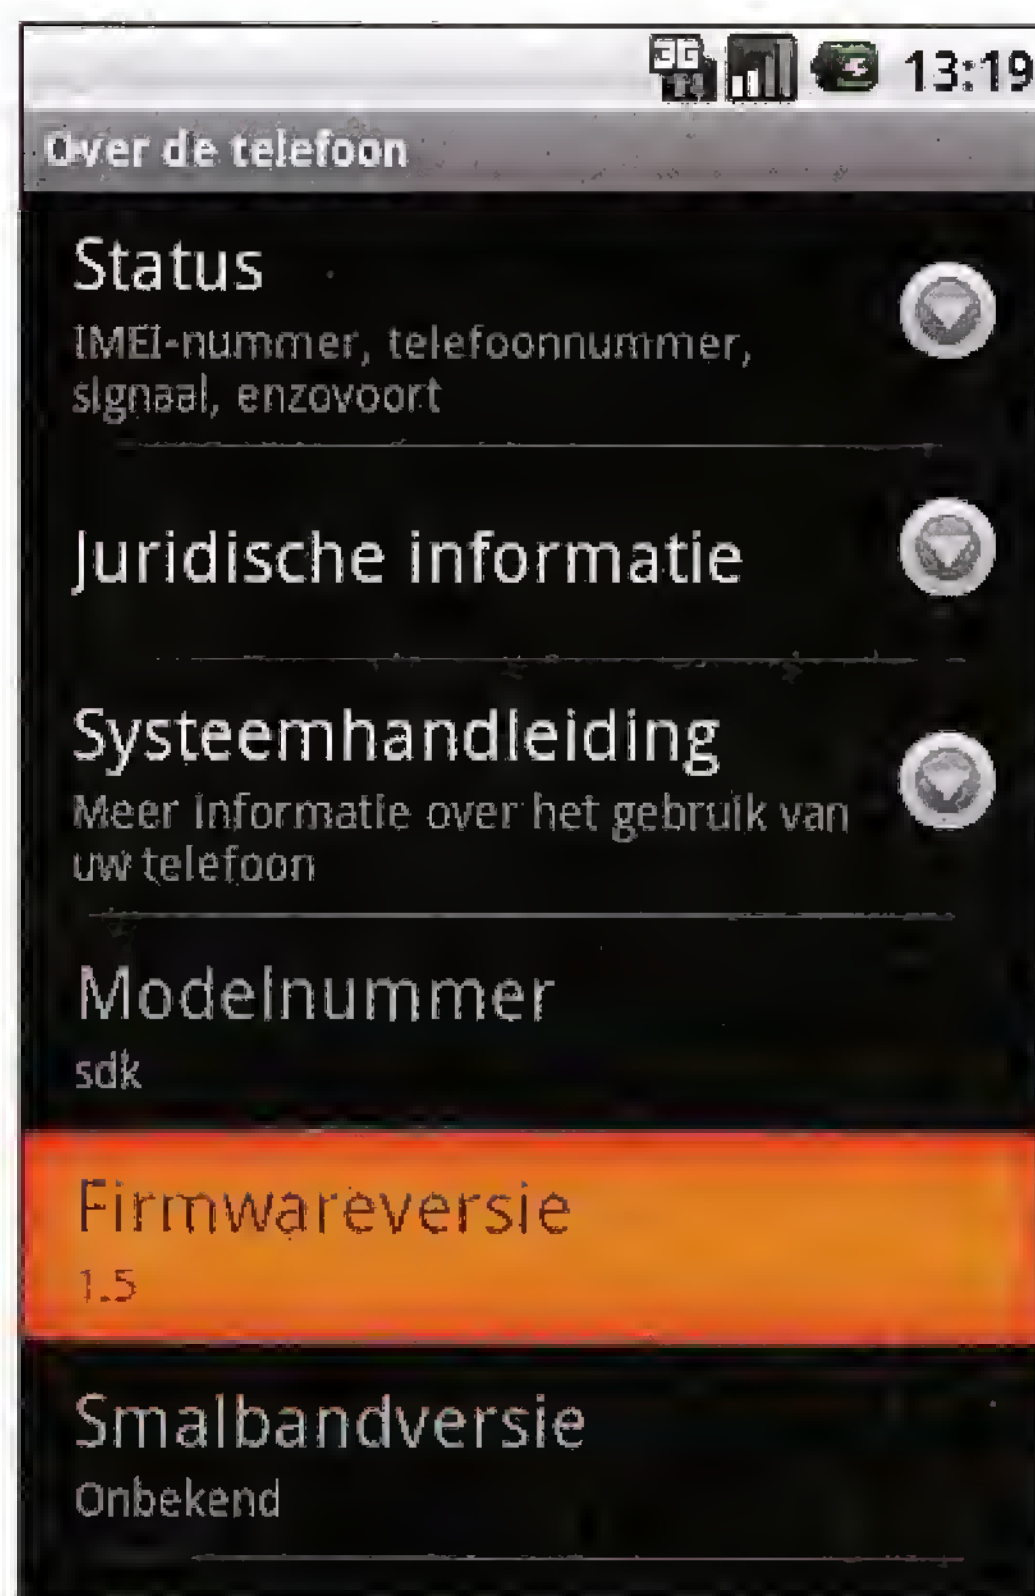 3G
13:19
Over de telefoon
Status
IMEI-nummer, telefoonnummer,
signaal, enzovoort
Juridische informatie
Systeemhandleiding
Meer informatie over het gebruik van
uw telefoon
Modelnummer
sdk
Firmwareversie
1.5
Smalbandversie
Onbekend